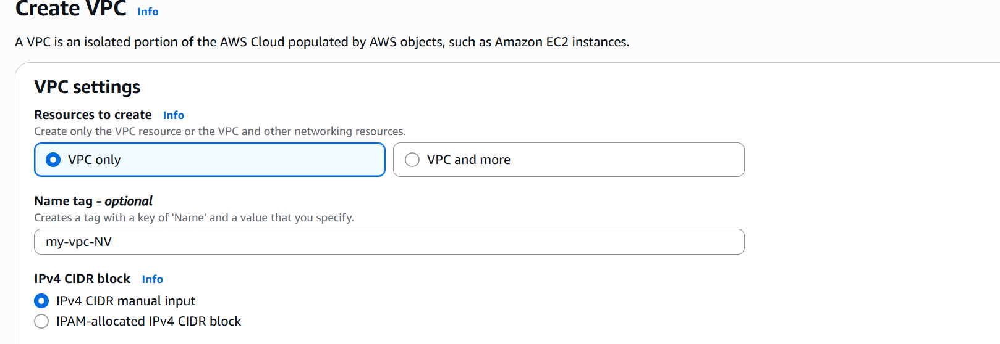 Create VPC Info
A VPC is an isolated portion of the AWS Cloud populated by AWS objects, such as Amazon EC2 instances.
VPC settings
Resources to create Info
Create only the VPC resource or the VPC and other networking resources.
VPC only VPC and more
Name tag - optional
Creates a tag with a key of 'Name' and a value that you specify.
my-vpc-NV
IPv4 CIDR block Info
IPv4 CIDR manual input
IPAM-allocated IPv4 CIDR block